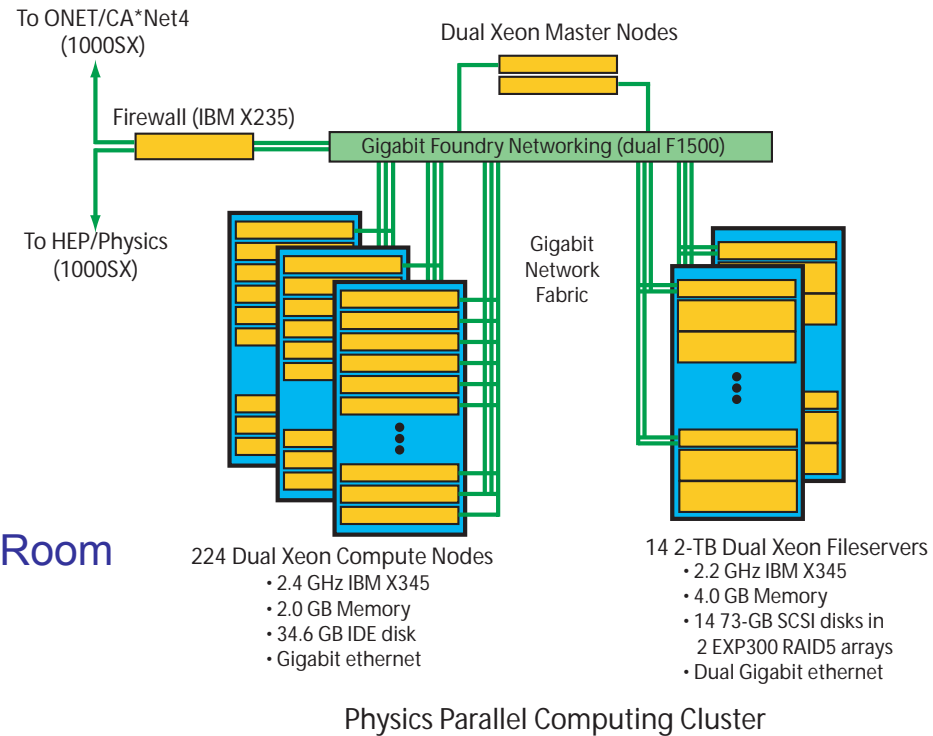 To ONET/CA*Net4
(1000SX)
Dual Xeon Master Nodes
Firewall (IBM X235)
Gigabit Foundry Networking (dual F1500)
To HEP/Physics
(1000SX)
Gigabit
Network
Fabric
Room
224 Dual Xeon Compute Nodes
• 2.4 GHz IBM X345
• 2.0 GB Memory
• 34.6 GB IDE disk
• Gigabit ethernet
14 2-TB Dual Xeon Fileservers
• 2.2 GHz IBM X345
• 4.0 GB Memory
• 14 73-GB SCSI disks in
2 EXP300 RAID5 arrays
• Dual Gigabit ethernet
Physics Parallel Computing Cluster